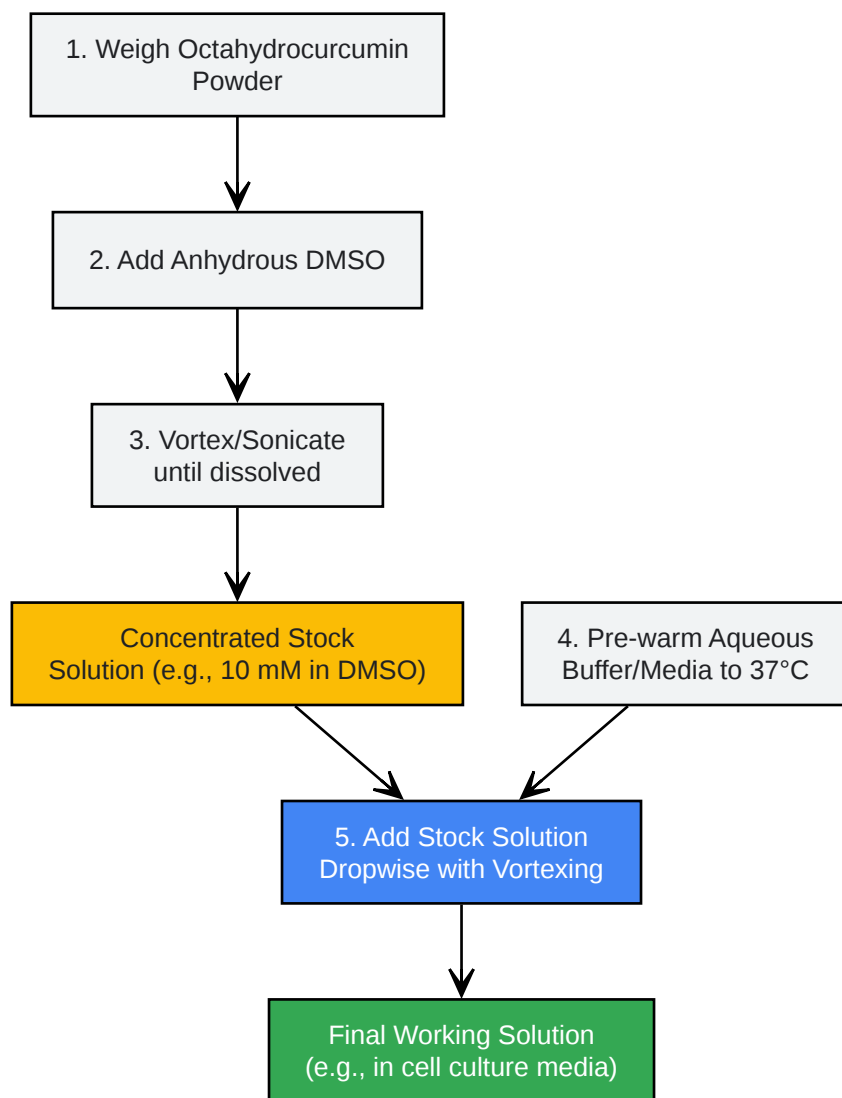 1. Weigh Octahydrocurcumin
Powder
2. Add Anhydrous DMSO
3. Vortex/Sonicate
until dissolved
Concentrated Stock
Solution (e.g., 10 mM in DMSO)
4. Pre-warm Aqueous
Buffer/Media to 37°C
5. Add Stock Solution
Dropwise with Vortexing
Final Working Solution
(e.g., in cell culture media)